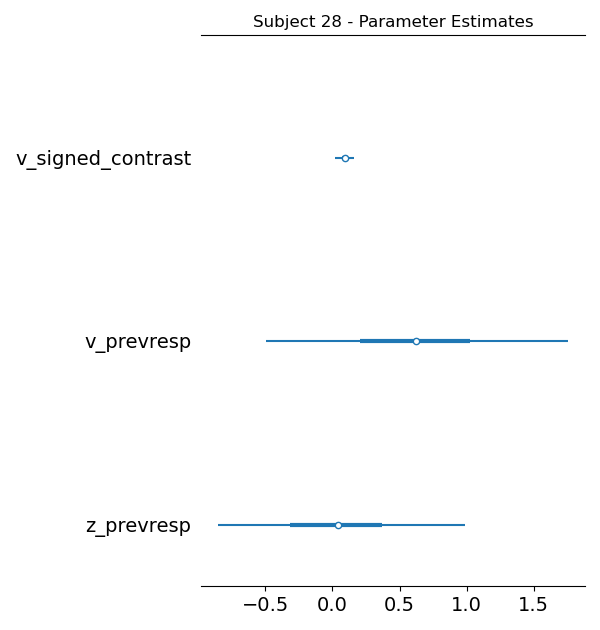 Subject 28 - Parameter Estimates
v_signed_contrast
v_prevresp
z_prevresp
−0.5 0.0 0.5 1.0 1.5